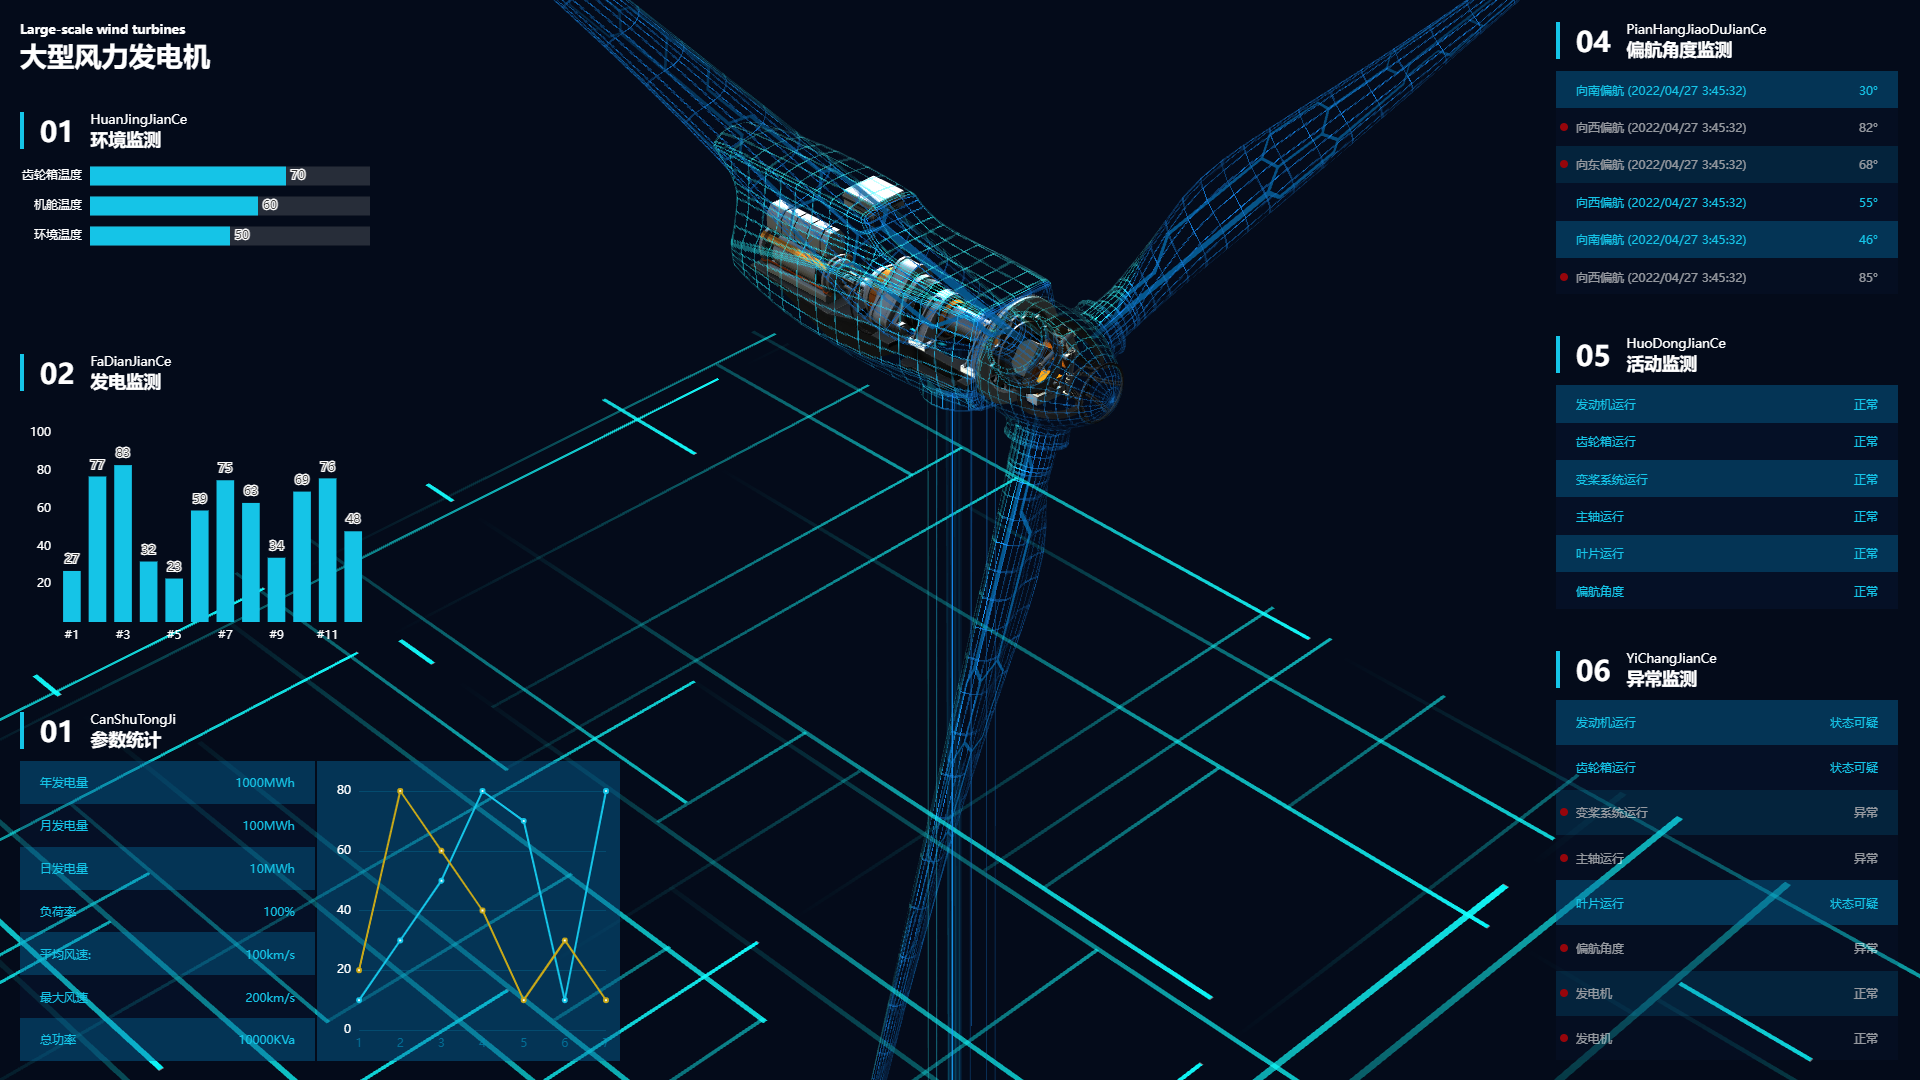 Large-scale wind turbines
大型风力发电机
01
HuanJingJianCe
环境监测
齿轮箱温度 70
机舱温度 60
环境温度 50
02
FaDianJianCe
发电监测
100
80
60
40
20
27 77 83 32 23 59 75 63 34 69 76 48
#1 #3 #5 #7 #9 #11
01
CanShuTongJi
参数统计
年发电量 1000MWh
月发电量 100MWh
日发电量 10MWh
负荷率 100%
平均风速: 100km/s
最大风速 200km/s
总功率 10000KVa
80
60
40
20
0
1 2 3 4 5 6
04
PianHangJiaoDuJianCe
偏航角度监测
向南偏航 (2022/04/27 3:45:32) 30°
向西偏航 (2022/04/27 3:45:32) 82°
向东偏航 (2022/04/27 3:45:32) 68°
向西偏航 (2022/04/27 3:45:32) 55°
向南偏航 (2022/04/27 3:45:32) 46°
向西偏航 (2022/04/27 3:45:32) 85°
05
HuoDongJianCe
活动监测
发动机运行 正常
齿轮箱运行 正常
变桨系统运行 正常
主轴运行 正常
叶片运行 正常
偏航角度 正常
06
YiChangJianCe
异常监测
发动机运行 状态可疑
齿轮箱运行 状态可疑
变桨系统运行 异常
主轴运行 异常
叶片运行 状态可疑
偏航角度 异常
发电机 正常
发电机 正常